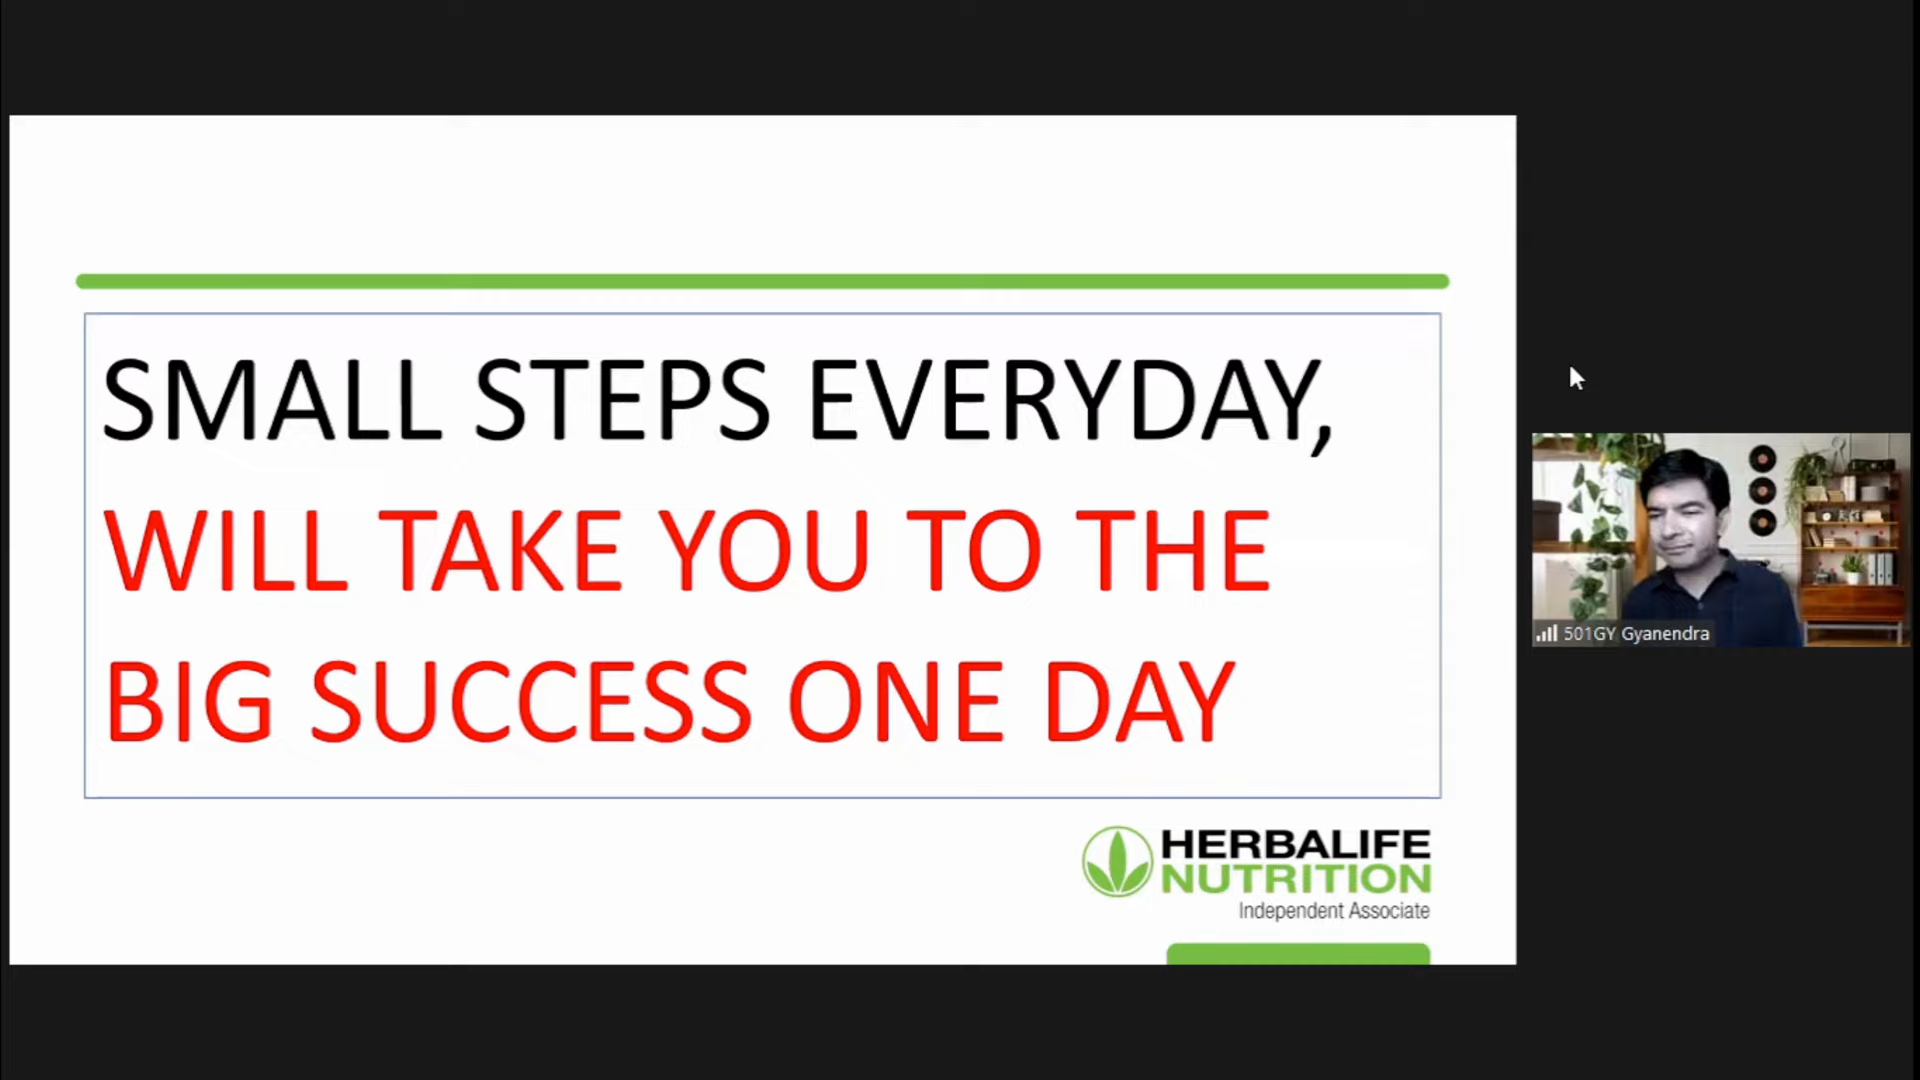 SMALL STEPS EVERYDAY,
WILL TAKE YOU TO THE
BIG SUCCESS ONE DAY
HERBALIFE
NUTRITION
Independent Associate
501GY Gyanendra